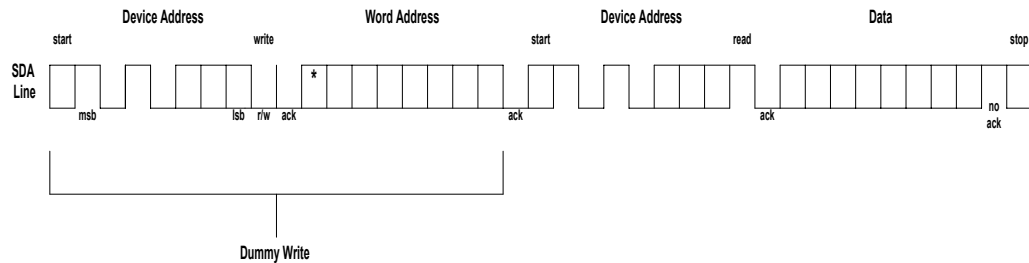 Device Address Word Address Device Address Data
start write start read stop
SDA
Line
*
msb lsb r/w ack ack ack no
ack
Dummy Write